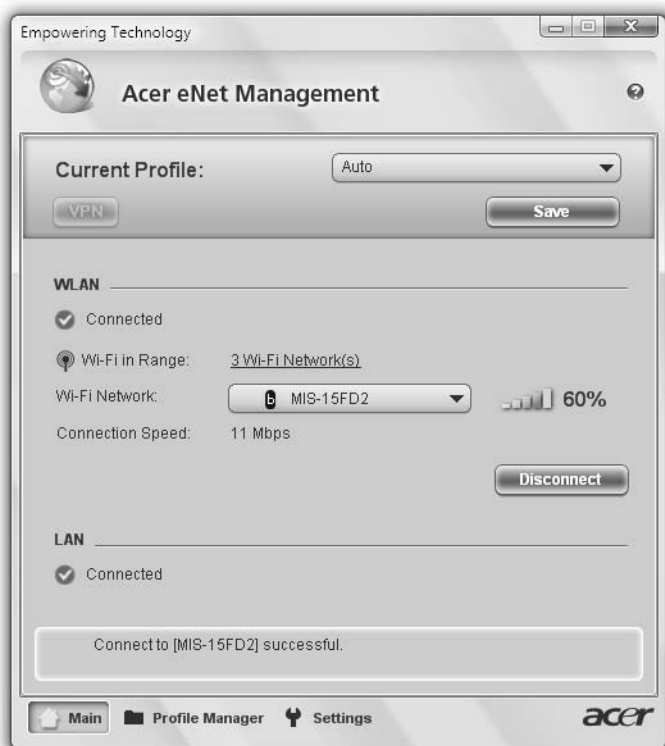 Empowering Technology
Acer eNet Management
Current Profile: Auto
VPN Save
WLAN
Connected
Wi-Fi in Range: 3 Wi-Fi Network(s)
Wi-Fi Network: b MIS-15FD2 60%
Connection Speed: 11 Mbps
Disconnect
LAN
Connected
Connect to [MIS-15FD2] successful.
Main Profile Manager Settings acer